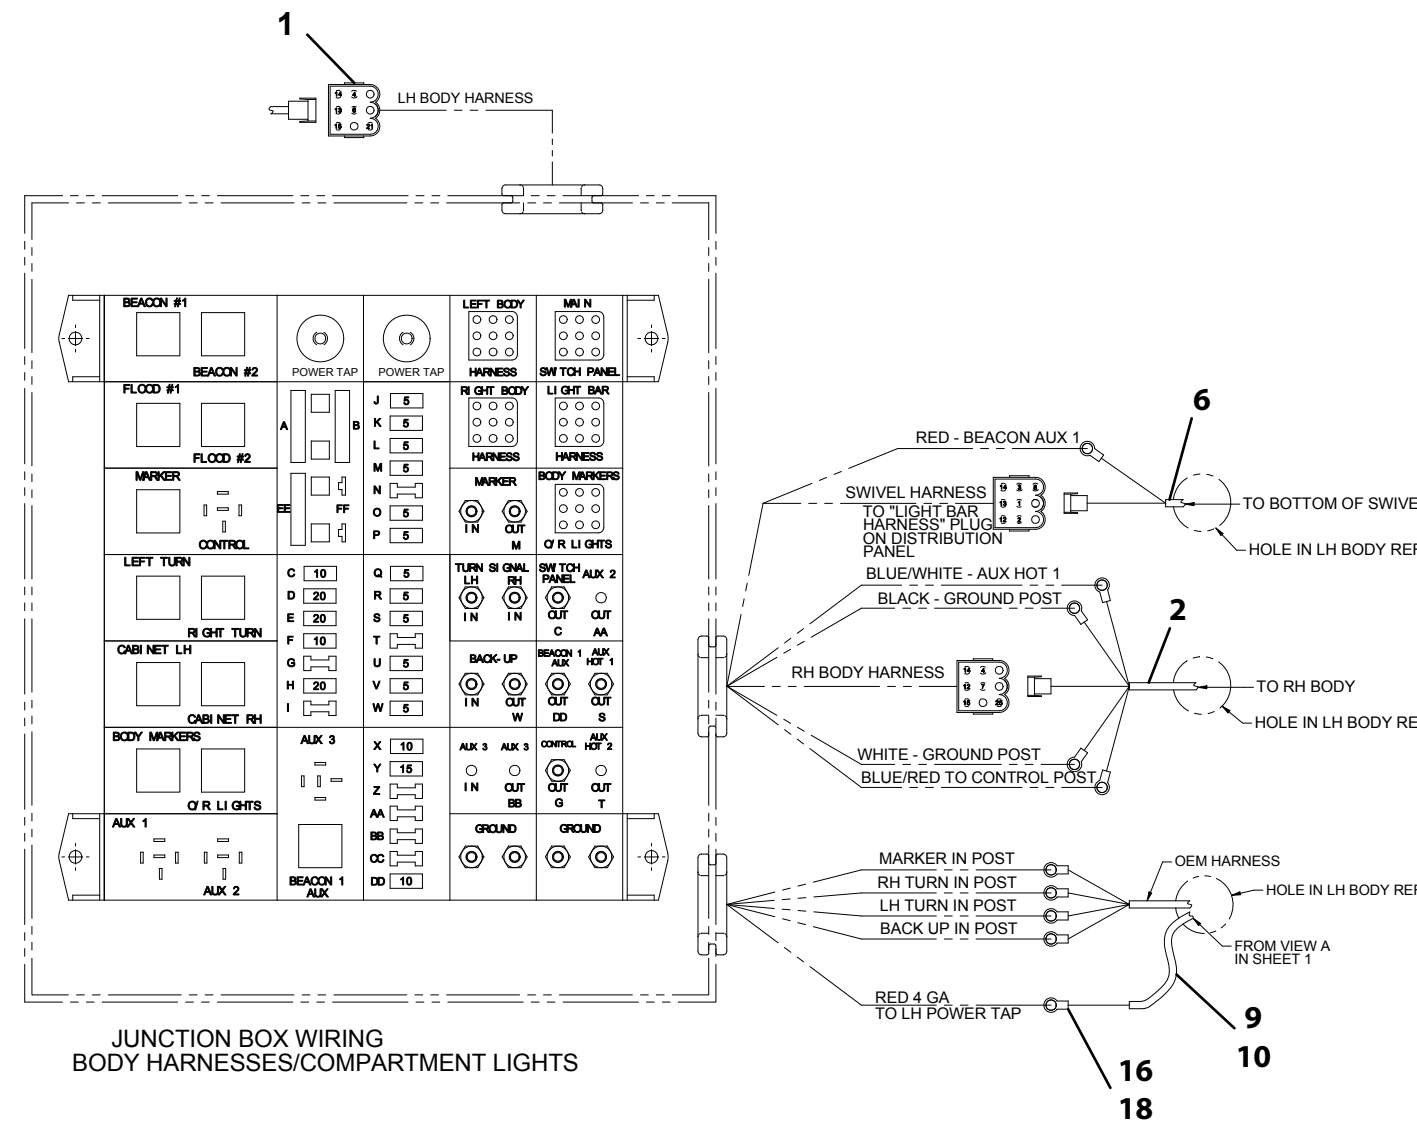 1
LH BODY HARNESS
BEACON #1
BEACON #2
POWER TAP
POWER TAP
LEFT BODY
HARNESS
MAIN
SWITCH PANEL
FLOOD #1
FLOOD #2
A
B
J 5
K 5
L 5
M 5
N
O 5
P 5
RIGHT BODY
HARNESS
LIGHT BAR
HARNESS
MARKER
CONTROL
EE
FF
MARKER
IN
OUT
M
BODY MARKERS
O/R LIGHTS
LEFT TURN
RIGHT TURN
C 10
D 20
E 20
F 10
G
H 20
I
Q 5
R 5
S 5
T
U 5
V 5
W 5
TURN SIGNAL
LH
RH
IN
IN
SWITCH
PANEL
OUT
C
AUX 2
OUT
AA
CABINET LH
CABINET RH
BACK-UP
IN
OUT
W
BEACON 1
AUX
OUT
DD
AUX
HOT 1
OUT
S
BODY MARKERS
O/R LIGHTS
AUX 3
X 10
Y 15
Z
AA
BB
CC
DD 10
AUX 3
IN
AUX 3
OUT
BB
CONTROL
OUT
G
AUX
HOT 2
OUT
T
AUX 1
AUX 2
BEACON 1
AUX
GROUND
GROUND
6
RED - BEACON AUX 1
SWIVEL HARNESS
TO "LIGHT BAR
HARNESS" PLUG
ON DISTRIBUTION
PANEL
TO BOTTOM OF SWIVE
HOLE IN LH BODY REF
BLUE/WHITE - AUX HOT 1
BLACK - GROUND POST
2
RH BODY HARNESS
TO RH BODY
HOLE IN LH BODY RE
WHITE - GROUND POST
BLUE/RED TO CONTROL POST
MARKER IN POST
RH TURN IN POST
LH TURN IN POST
BACK UP IN POST
OEM HARNESS
HOLE IN LH BODY REF
FROM VIEW A
IN SHEET 1
RED 4 GA
TO LH POWER TAP
9
10
16
18
JUNCTION BOX WIRING
BODY HARNESSES/COMPARTMENT LIGHTS